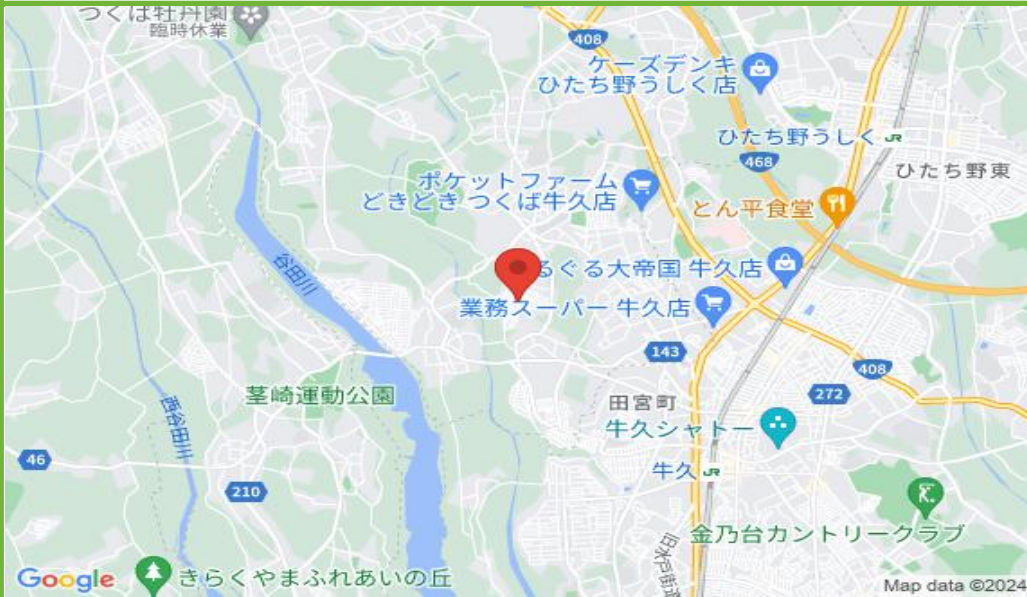 つくば牡丹園
臨時休業
408
ケーズデンキ
ひたち野うしく店
ひたち野うしく JR
468
ひたち野東
ポケットファーム
どきどき つくば牛久店
とん平食堂
谷田川
るぐる大帝国 牛久店
業務スーパー 牛久店
143
408
茎崎運動公園
272
田宮町
牛久シャトー
西谷田川
46
牛久 JR
210
金乃台カントリークラブ
旧水戸街道
Google
きらくやまふれあいの丘
Map data ©2024